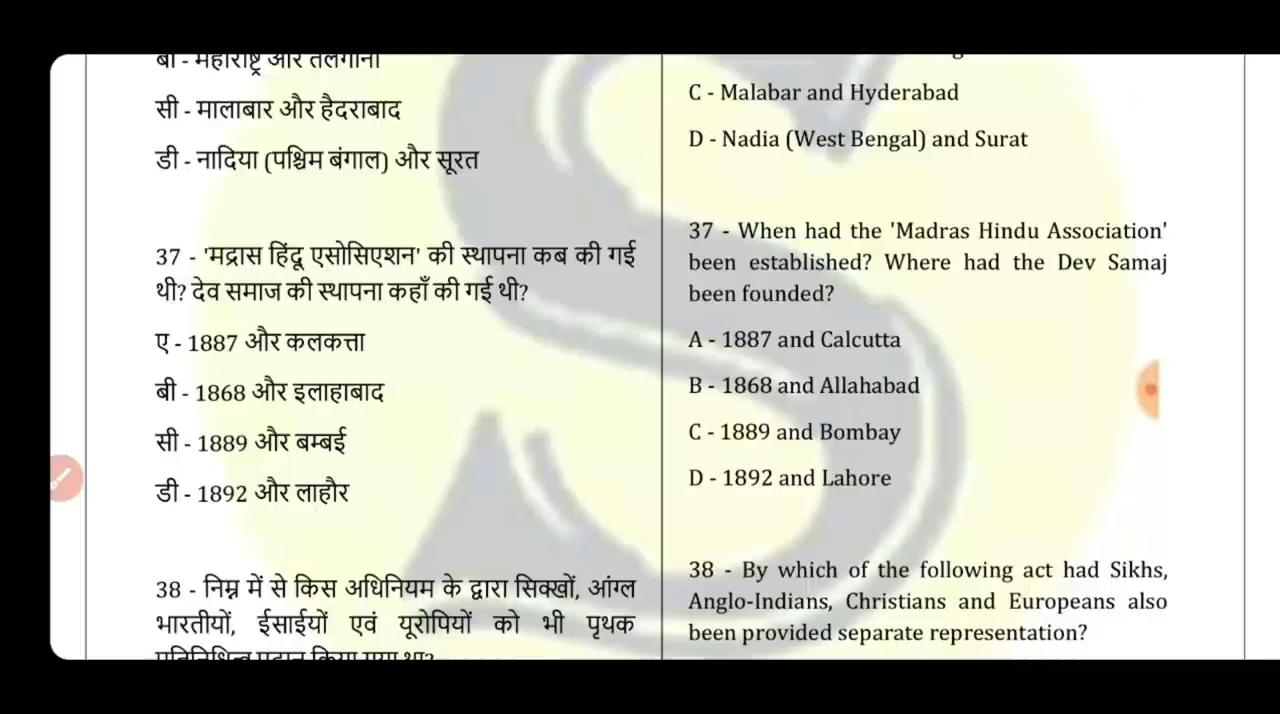 बी - महाराष्ट्र और तेलंगाना
सी - मालाबार और हैदराबाद
डी - नादिया (पश्चिम बंगाल) और सूरत
37 - 'मद्रास हिंदू एसोसिएशन' की स्थापना कब की गई
थी? देव समाज की स्थापना कहाँ की गई थी?
ए - 1887 और कलकत्ता
बी - 1868 और इलाहाबाद
सी - 1889 और बम्बई
डी - 1892 और लाहौर
38 - निम्न में से किस अधिनियम के द्वारा सिक्खों, आंग्ल
भारतीयों, ईसाईयों एवं यूरोपियों को भी पृथक
C - Malabar and Hyderabad
D - Nadia (West Bengal) and Surat
37 - When had the 'Madras Hindu Association'
been established? Where had the Dev Samaj
been founded?
A - 1887 and Calcutta
B - 1868 and Allahabad
C - 1889 and Bombay
D - 1892 and Lahore
38 - By which of the following act had Sikhs,
Anglo-Indians, Christians and Europeans also
been provided separate representation?